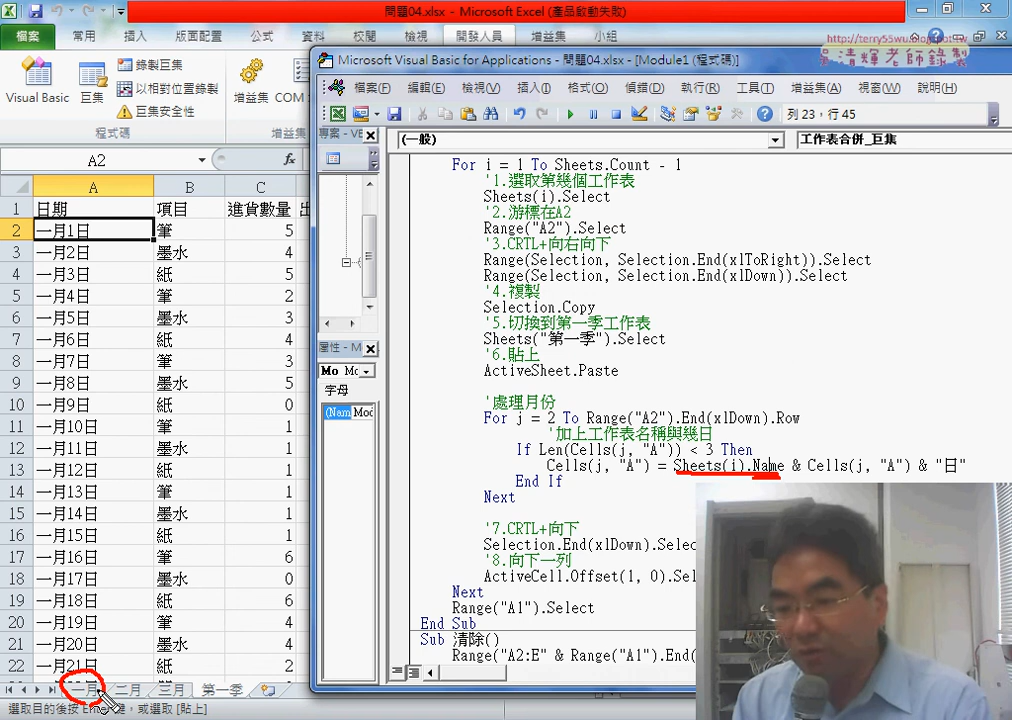 問題04.xlsx - Microsoft Excel (產品啟動失敗)
檔案 常用 插入 版面配置 公式 資料 校閱 檢視 開發人員 增益集 小組
http://terry55wu.blogspot.tw
吳清輝老師錄製
Visual Basic
巨集
錄製巨集
以相對位置錄製
巨集安全性
增益集
COM
程式碼
增益集
A2
fx
A B C
1 日期 項目 進貨數量 出
2 一月1日 筆 5
3 一月2日 墨水 4
4 一月3日 紙 5
5 一月4日 筆 2
6 一月5日 墨水 3
7 一月6日 紙 4
8 一月7日 筆 3
9 一月8日 墨水 5
10 一月9日 紙 0
11 一月10日 筆 1
12 一月11日 墨水 1
13 一月12日 紙 1
14 一月13日 筆 1
15 一月14日 墨水 1
16 一月15日 紙 1
17 一月16日 筆 6
18 一月17日 墨水 0
19 一月18日 紙 6
20 一月19日 筆 4
21 一月20日 墨水 4
22 一月21日 紙 2
一月 二月 三月 第一季
選取目的後按 Enter 鍵，或選取 [貼上]
Microsoft Visual Basic for Applications - 問題04.xlsx - [Module1 (程式碼)]
檔案(F) 編輯(E) 檢視(V) 插入(I) 格式(O) 偵錯(D) 執行(R) 工具(T) 增益集(A) 視窗(W) 說明(H)
列 23, 行 45
專案 - VB
屬性 - M
Mo Mo
字母
(Nam Mod
(一般)
工作表合併_巨集
For i = 1 To Sheets.Count - 1
'1.選取第幾個工作表
Sheets(i).Select
'2.游標在A2
Range("A2").Select
'3.CRTL+向右向下
Range(Selection, Selection.End(xlToRight)).Select
Range(Selection, Selection.End(xlDown)).Select
'4.複製
Selection.Copy
'5.切換到第一季工作表
Sheets("第一季").Select
'6.貼上
ActiveSheet.Paste
'處理月份
For j = 2 To Range("A2").End(xlDown).Row
'加上工作表名稱與幾日
If Len(Cells(j, "A")) < 3 Then
Cells(j, "A") = Sheets(i).Name & Cells(j, "A") & "日"
End If
Next
'7.CRTL+向下
Selection.End(xlDown).Selec
'8.向下一列
ActiveCell.Offset(1, 0).Sel
Next
Range("A1").Select
End Sub
Sub 清除()
Range("A2:E" & Range("A1").End(